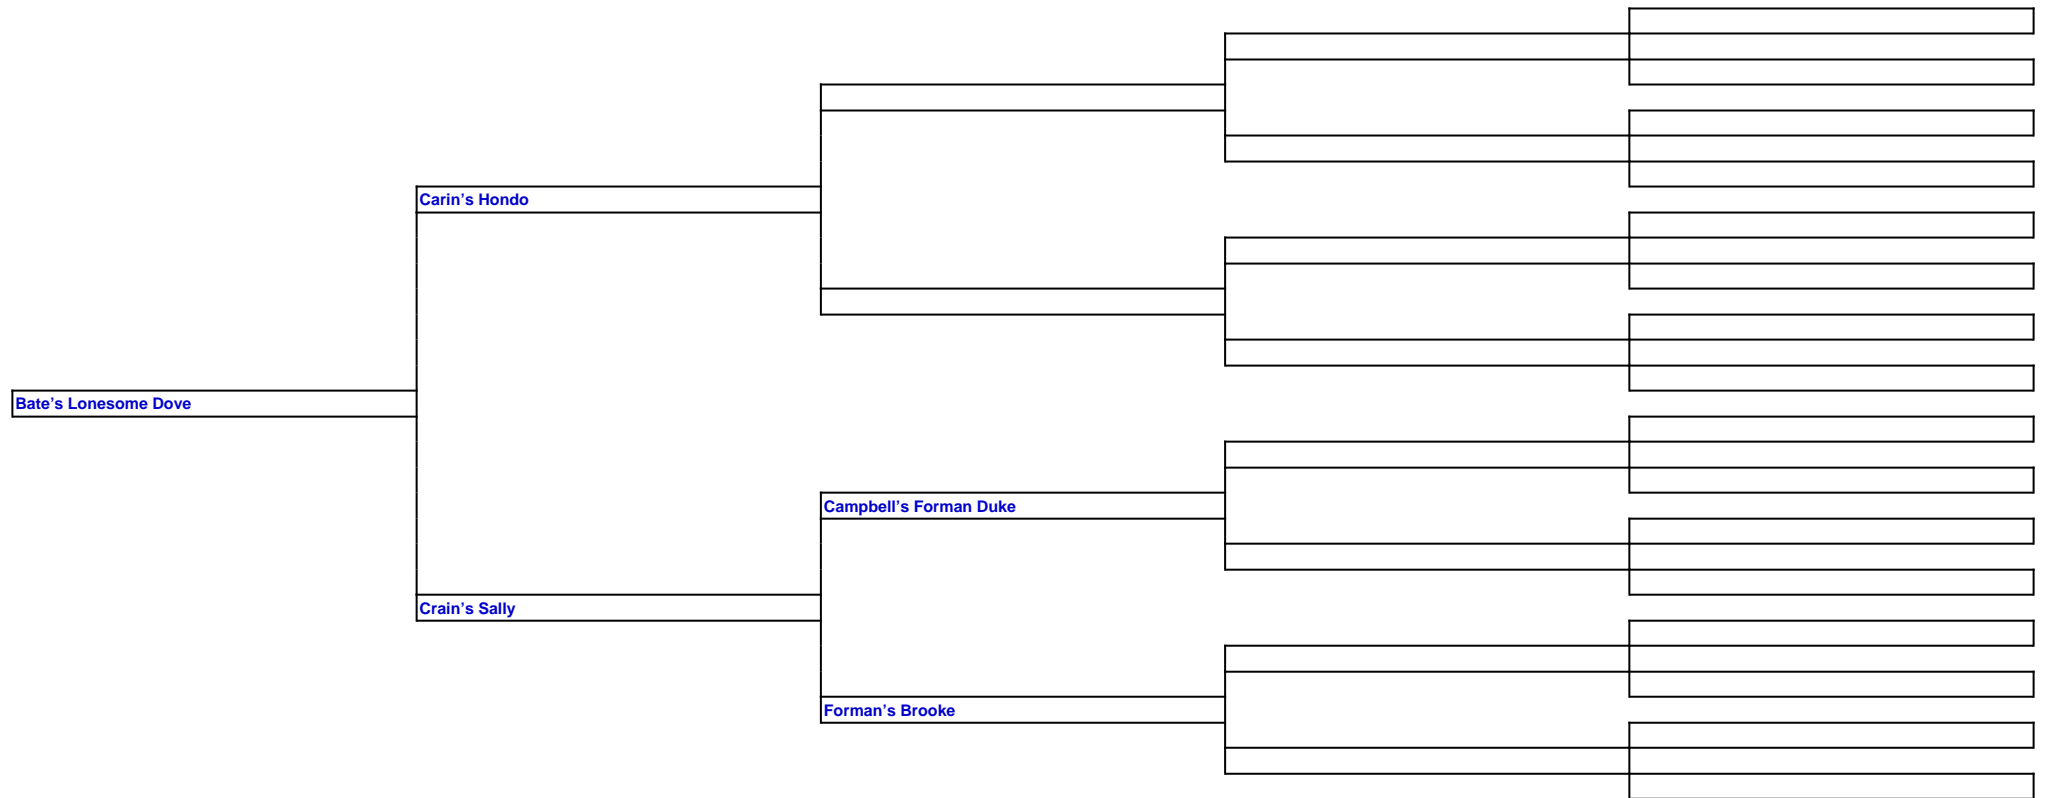 Carin’s Hondo
Bate’s Lonesome Dove
Campbell’s Forman Duke
Crain’s Sally
Forman’s Brooke